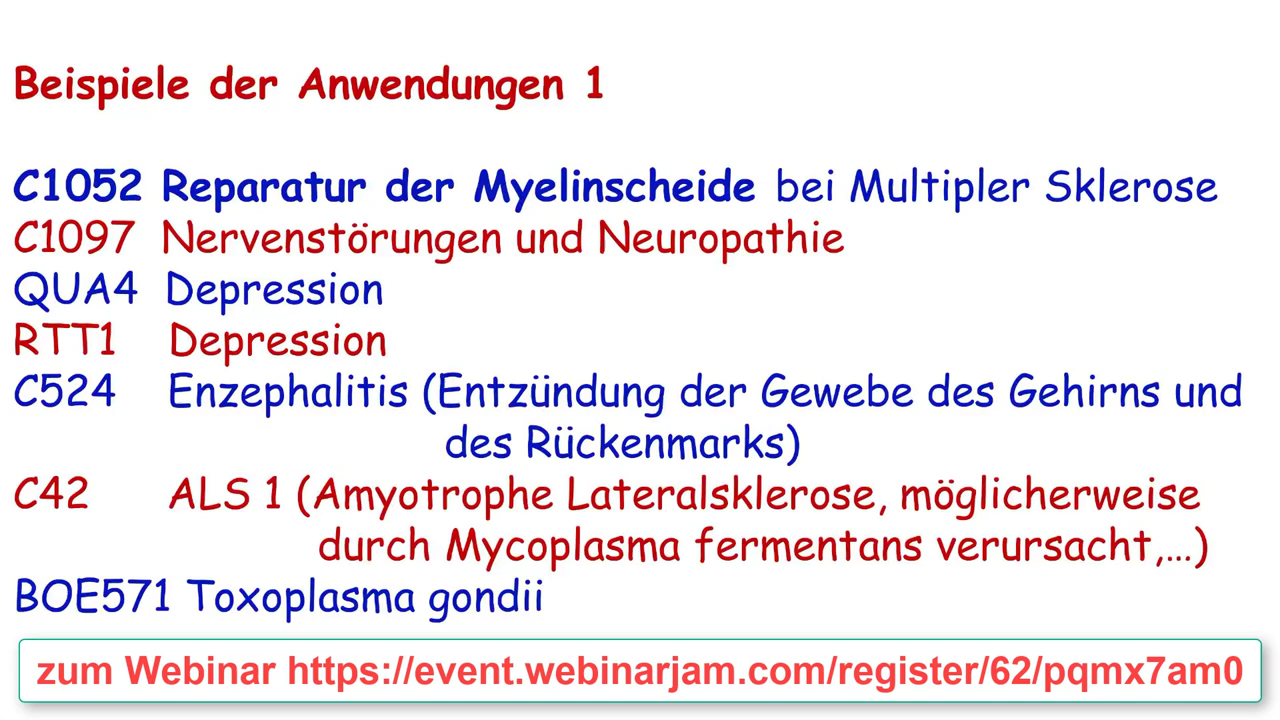 Beispiele der Anwendungen 1
C1052 Reparatur der Myelinscheide bei Multipler Sklerose
C1097 Nervenstörungen und Neuropathie
QUA4 Depression
RTT1 Depression
C524 Enzephalitis (Entzündung der Gewebe des Gehirns und
des Rückenmarks)
C42 ALS 1 (Amyotrophe Lateralsklerose, möglicherweise
durch Mycoplasma fermentans verursacht,...)
BOE571 Toxoplasma gondii
zum Webinar https://event.webinarjam.com/register/62/pqmx7am0